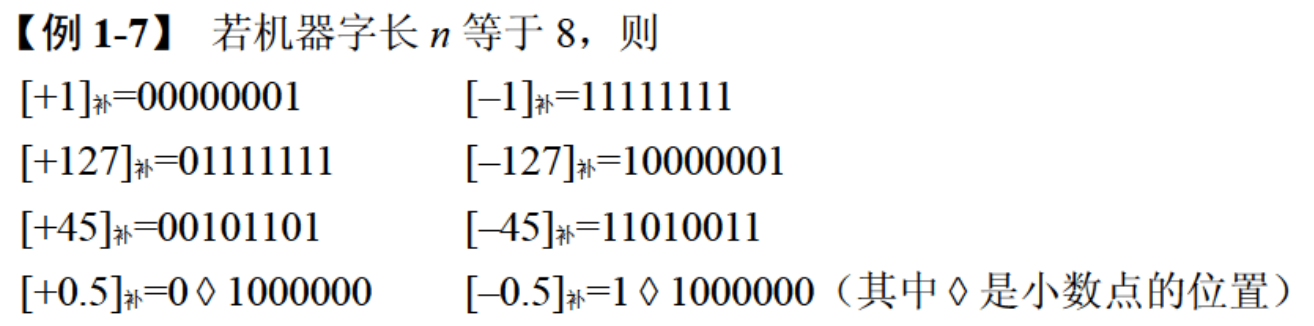 【例 1-7】 若机器字长 n 等于 8，则
[+1]补=00000001 [–1]补=11111111
[+127]补=01111111 [–127]补=10000001
[+45]补=00101101 [–45]补=11010011
[+0.5]补=0 ◊ 1000000 [–0.5]补=1 ◊ 1000000（其中 ◊ 是小数点的位置）